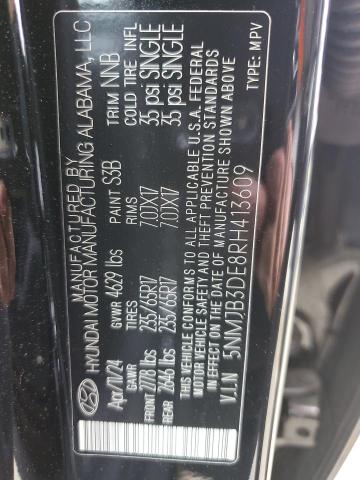 MANUFACTURED BY
HYUNDAI MOTOR MANUFACTURING ALABAMA, LLC
Apr/11/24 GVWR 4629 lbs PAINT S3B TRIM NNB
GAWR TIRES RIMS COLD TIRE INFL
FRONT 2778 lbs 235/65R17 7.0JX17 35 psi SINGLE
REAR 2646 lbs 235/65R17 7.0JX17 35 psi SINGLE
THIS VEHICLE CONFORMS TO ALL APPLICABLE U.S.A. FEDERAL
MOTOR VEHICLE SAFETY AND THEFT PREVENTION STANDARDS
IN EFFECT ON THE DATE OF MANUFACTURE SHOWN ABOVE
V.I.N 5NMJB3DE8RH413609 TYPE: MPV